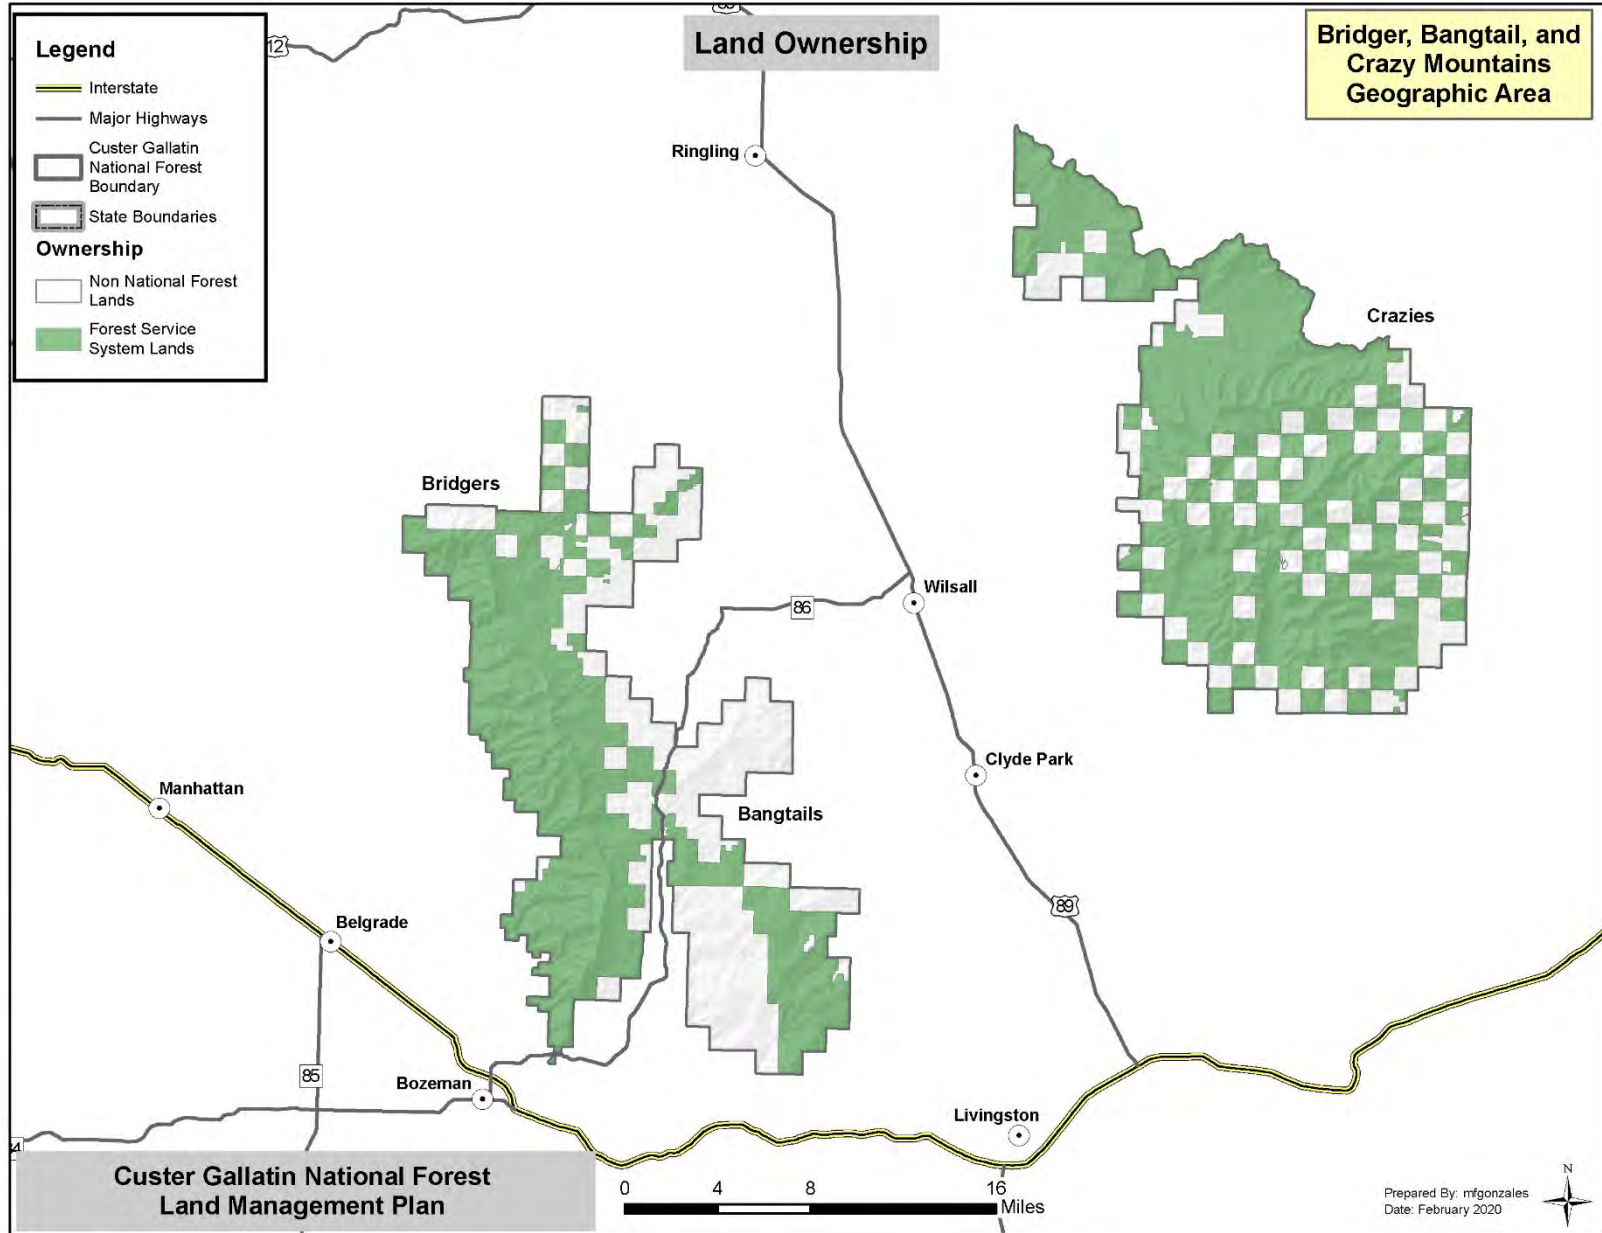 Land Ownership
Bridger, Bangtail, and
Crazy Mountains
Geographic Area
Legend
Interstate
Major Highways
Custer Gallatin
National Forest
Boundary
State Boundaries
Ownership
Non National Forest
Lands
Forest Service
System Lands
12
Ringling
Crazies
Bridgers
86
Wilsall
Clyde Park
Manhattan
Bangtails
Belgrade
89
85
Bozeman
Livingston
Custer Gallatin National Forest
Land Management Plan
0 4 8 16
Miles
N
Prepared By: mfgonzales
Date: February 2020